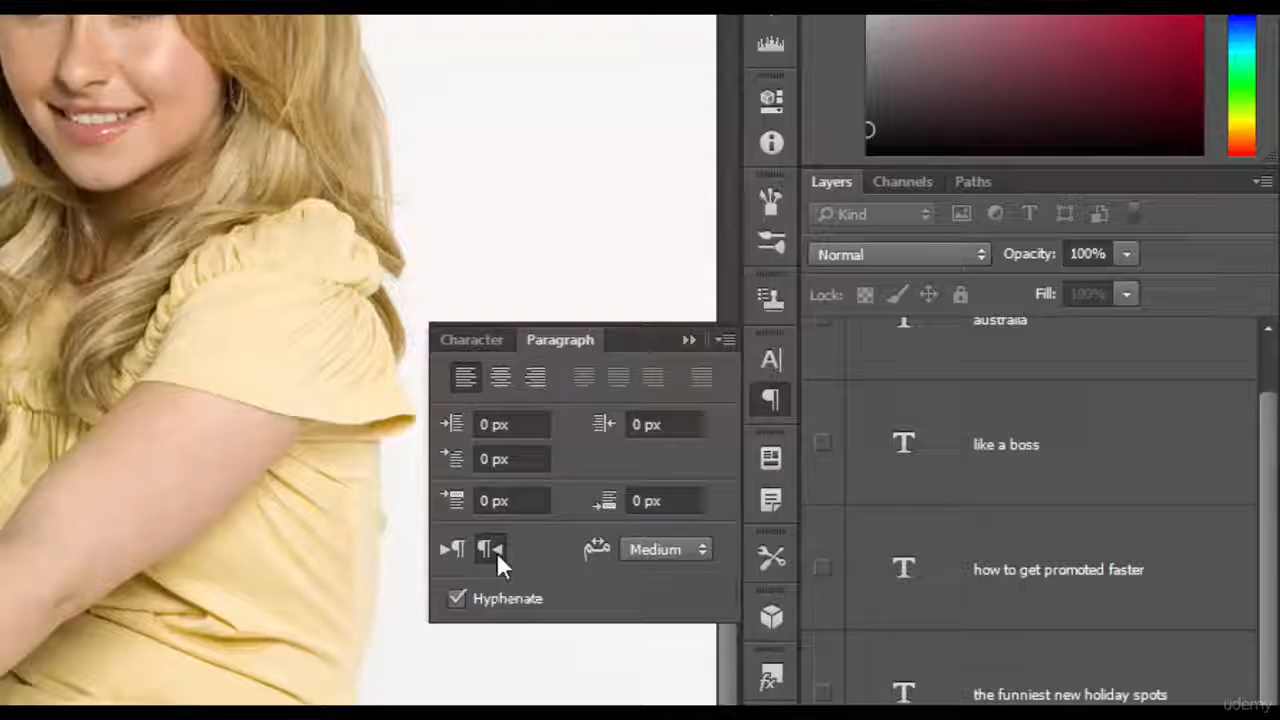 Layers Channels Paths
Kind
Normal Opacity: 100%
Lock: Fill: 100%
australia
Character Paragraph
0 px 0 px
0 px
0 px 0 px
Medium
Hyphenate
like a boss
how to get promoted faster
the funniest new holiday spots
udemy